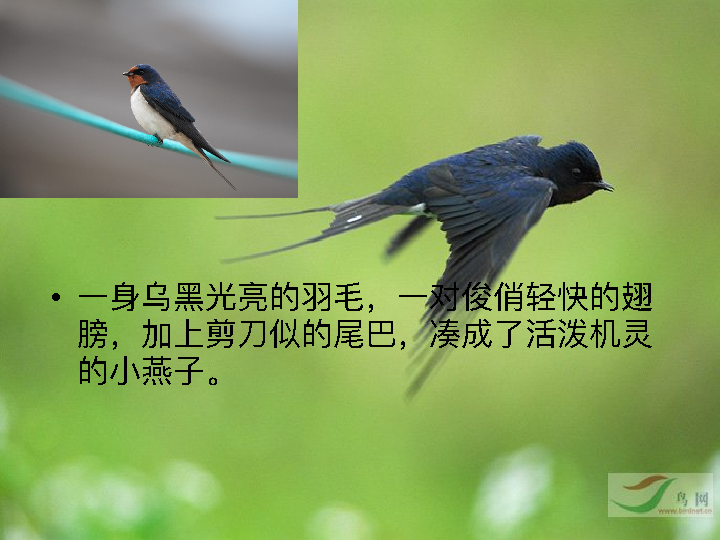 • 一身乌黑光亮的羽毛，一对俊俏轻快的翅
膀，加上剪刀似的尾巴，凑成了活泼机灵
的小燕子。
鸟网
www.birdnet.cn